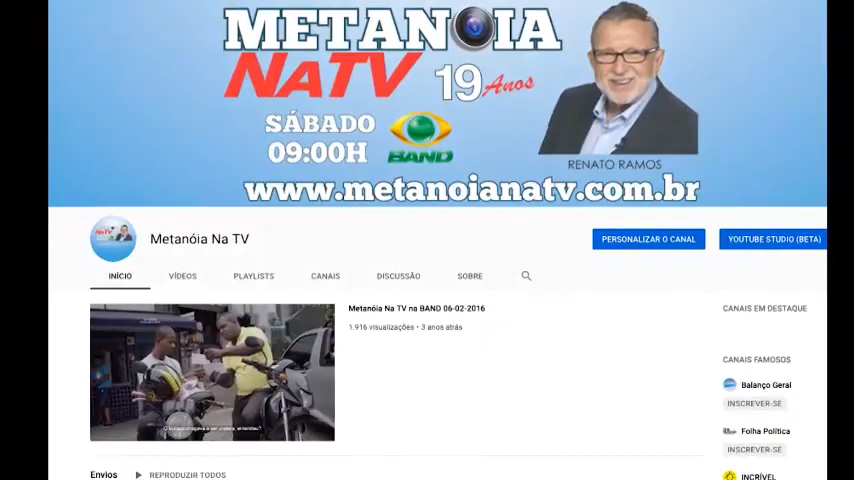 METANOIA
NATV 19 Anos
SÁBADO
09:00H
BAND
RENATO RAMOS
www.metanoianatv.com.br
Metanóia Na TV
PERSONALIZAR O CANAL
YOUTUBE STUDIO (BETA)
INÍCIO VÍDEOS PLAYLISTS CANAIS DISCUSSÃO SOBRE
Metanóia Na TV na BAND 06-02-2016
1.916 visualizações • 3 anos atrás
CANAIS EM DESTAQUE
CANAIS FAMOSOS
Balanço Geral
INSCREVER-SE
Folha Política
INSCREVER-SE
INCRÍVEL
Envios REPRODUZIR TODOS